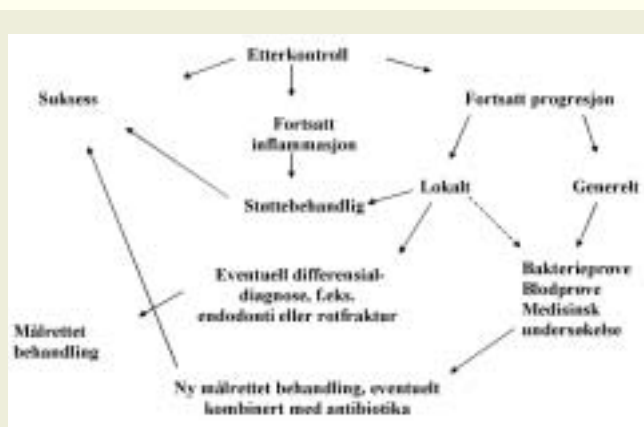 Etterkontroll
Suksess
Fortsatt progresjon
Fortsatt
inflammasjon
Lokalt
Generelt
Støttebehandlig
Eventuell differensial-
diagnose, f.eks.
endodonti eller rotfraktur
Bakterieprøve
Blodprøve
Medisinsk
undersøkelse
Målrettet
behandling
Ny målrettet behandling, eventuelt
kombinert med antibiotika